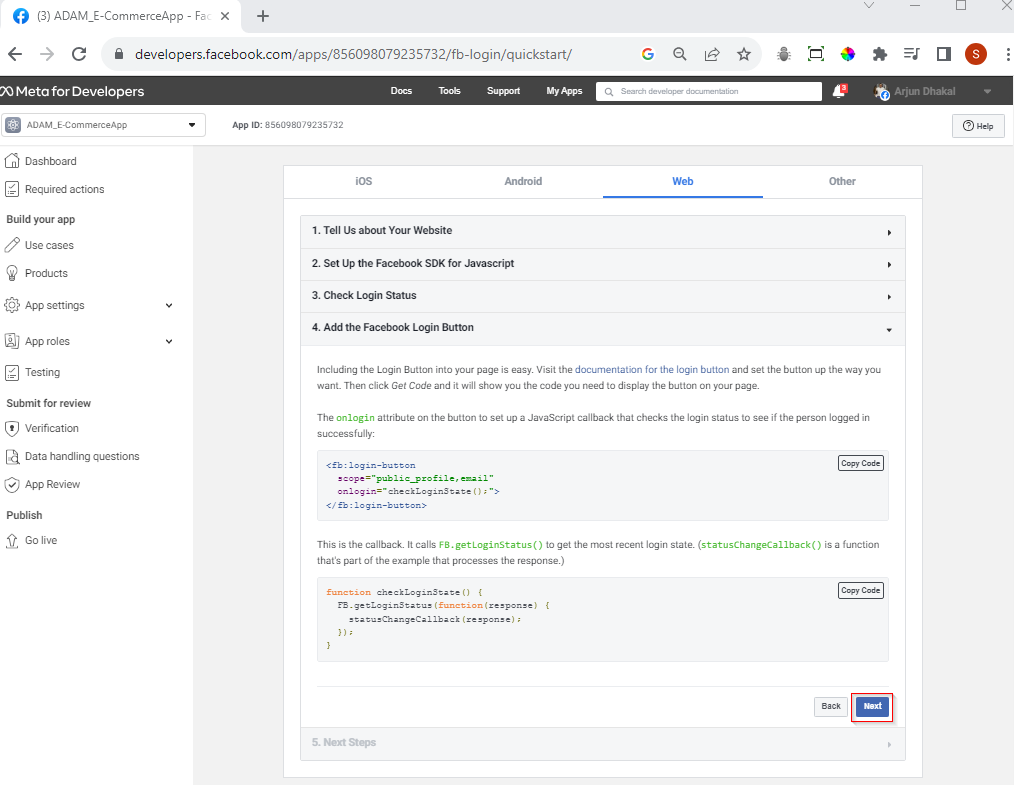 (3) ADAM_E-CommerceApp - Fac
developers.facebook.com/apps/856098079235732/fb-login/quickstart/
S
Meta for Developers
Docs
Tools
Support
My Apps
Search developer documentation
3
Arjun Dhakal
ADAM_E-CommerceApp
App ID: 856098079235732
Help
Dashboard
Required actions
Build your app
Use cases
Products
App settings
App roles
Testing
Submit for review
Verification
Data handling questions
App Review
Publish
Go live
iOS
Android
Web
Other
1. Tell Us about Your Website
2. Set Up the Facebook SDK for Javascript
3. Check Login Status
4. Add the Facebook Login Button
Including the Login Button into your page is easy. Visit the documentation for the login button and set the button up the way you
want. Then click Get Code and it will show you the code you need to display the button on your page.
The onlogin attribute on the button to set up a JavaScript callback that checks the login status to see if the person logged in
successfully:
Copy Code
<fb:login-button
scope="public_profile,email"
onlogin="checkLoginState();">
</fb:login-button>
This is the callback. It calls FB.getLoginStatus() to get the most recent login state. (statusChangeCallback() is a function
that's part of the example that processes the response.)
Copy Code
function checkLoginState() {
FB.getLoginStatus(function(response) {
statusChangeCallback(response);
});
}
Back
Next
5. Next Steps